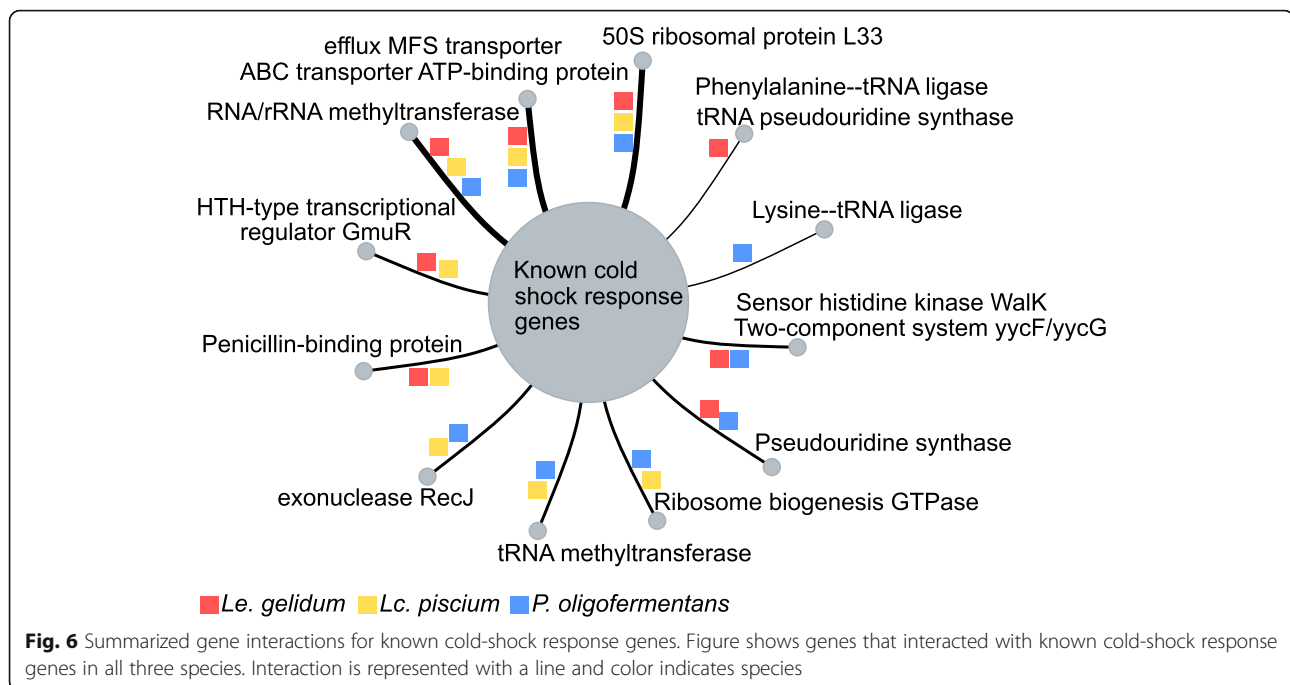 efflux MFS transporter
ABC transporter ATP-binding protein
50S ribosomal protein L33
RNA/rRNA methyltransferase
Phenylalanine--tRNA ligase
tRNA pseudouridine synthase
HTH-type transcriptional
regulator GmuR
Lysine--tRNA ligase
Known cold
shock response
genes
Sensor histidine kinase WalK
Two-component system yycF/yycG
Penicillin-binding protein
Pseudouridine synthase
exonuclease RecJ
Ribosome biogenesis GTPase
tRNA methyltransferase
Le. gelidum Lc. piscium P. oligofermentans
Fig. 6 Summarized gene interactions for known cold-shock response genes. Figure shows genes that interacted with known cold-shock response
genes in all three species. Interaction is represented with a line and color indicates species